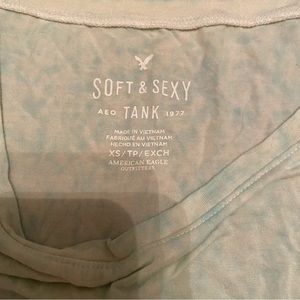 SOFT & SEXY
AEO TANK 1977
MADE IN VIETNAM
FABRIQUÉ AU VIETNAM
HECHO EN VIETNAM
XS/TP/EXCH
AMERICAN EAGLE
OUTFITTERS